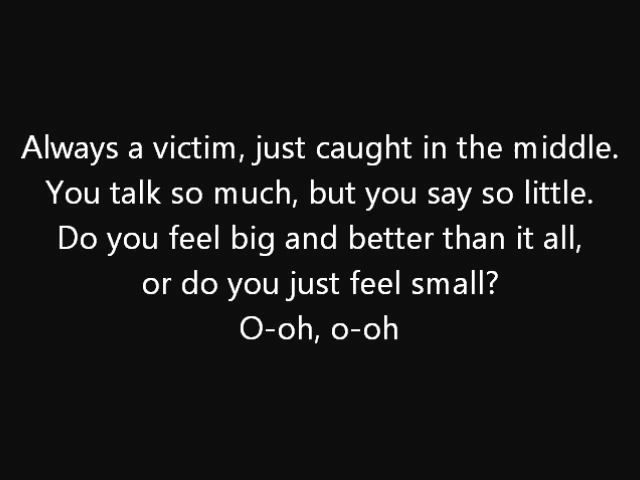 Always a victim, just caught in the middle.
You talk so much, but you say so little.
Do you feel big and better than it all,
or do you just feel small?
O-oh, o-oh